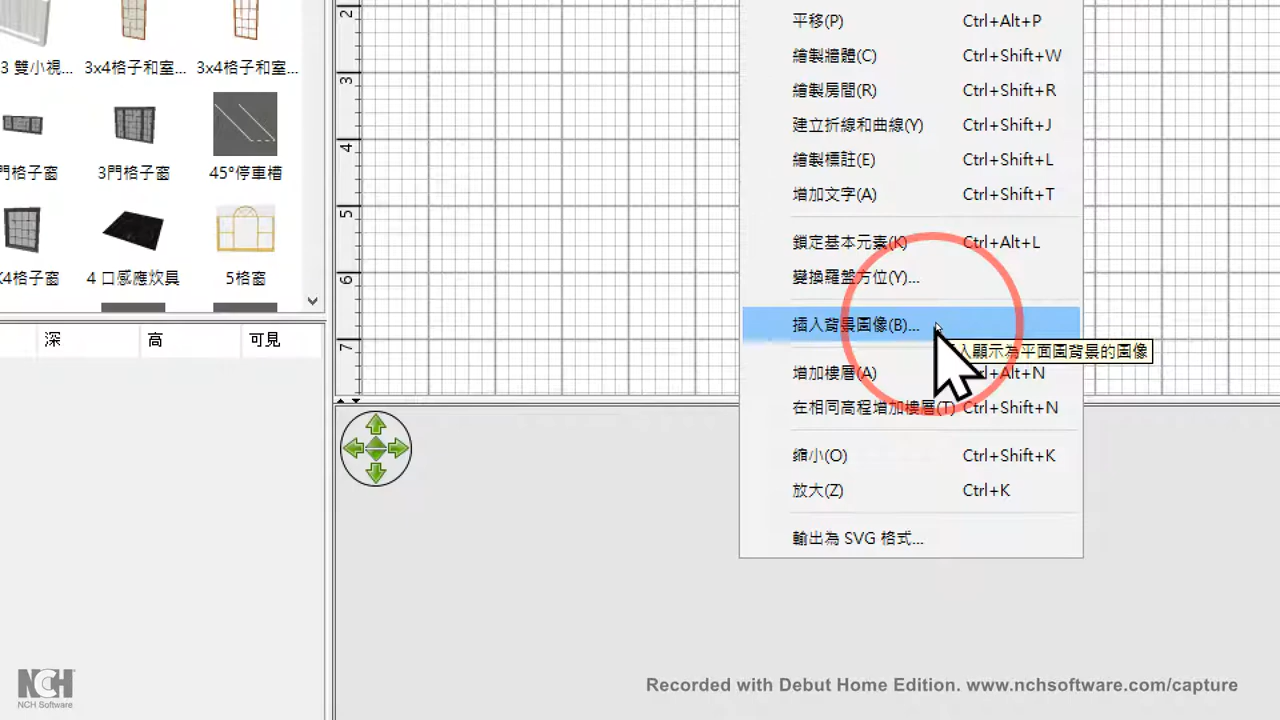 3 雙小視...
3x4格子和室...
3x4格子和室...
門格子窗
3門格子窗
45°停車槽
4格子窗
4 口感應炊具
5格窗
深
高
可見
2
3
4
5
6
7
平移(P) Ctrl+Alt+P
繪製牆體(C) Ctrl+Shift+W
繪製房間(R) Ctrl+Shift+R
建立折線和曲線(Y) Ctrl+Shift+J
繪製標註(E) Ctrl+Shift+L
增加文字(A) Ctrl+Shift+T
鎖定基本元素(K) Ctrl+Alt+L
變換羅盤方位(Y)...
插入背景圖像(B)...
入顯示為平面圖背景的圖像
增加樓層(A) Ctrl+Alt+N
在相同高程增加樓層(T) Ctrl+Shift+N
縮小(O) Ctrl+Shift+K
放大(Z) Ctrl+K
輸出為 SVG 格式...
NCH
NCH Software
Recorded with Debut Home Edition. www.nchsoftware.com/capture